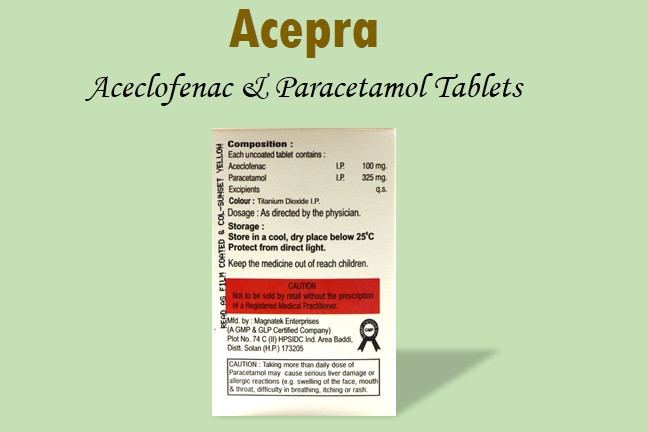 Acepra
Aceclofenac & Paracetamol Tablets
Composition :
Each uncoated tablet contains :
Aceclofenac I.P. 100 mg.
Paracetamol I.P. 325 mg.
Excipients q.s.
Colour : Titanium Dioxide I.P.
Dosage : As directed by the physician.
Storage :
Store in a cool, dry place below 25°C
Protect from direct light.
Keep the medicine out of reach children.
CAUTION
Not to be sold by retail without the prescription
of a Registered Medical Practitioner.
Mfd. by : Magnatek Enterprises
(A GMP & GLP Certified Company)
Plot No. 74 C (II) HPSIDC Ind. Area Baddi,
Distt. Solan (H.P.) 173205
GMP
CAUTION : Taking more than daily dose of
Paracetamol may cause serious liver damage or
allergic reactions (e.g. swelling of the face, mouth
& throat, difficulty in breathing, itching or rash.
READ AS FILM COATED & COL-SUNSET YELLOW